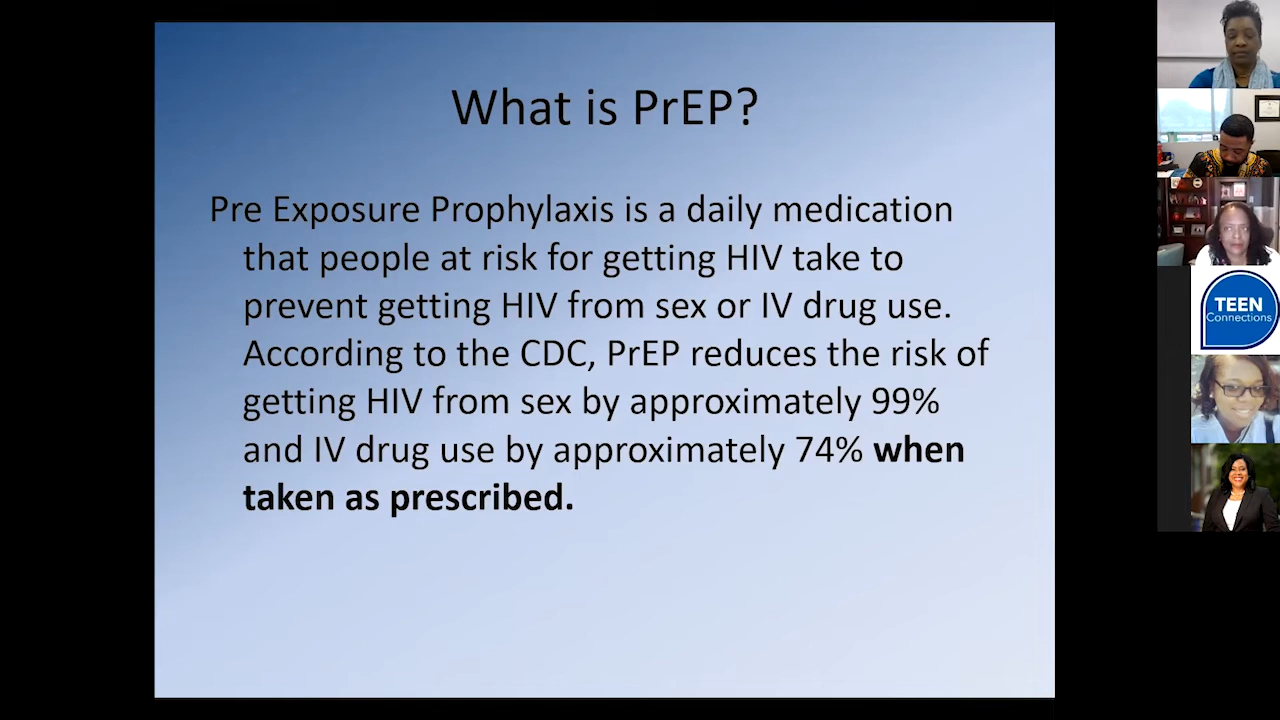 What is PrEP?
Pre Exposure Prophylaxis is a daily medication
that people at risk for getting HIV take to
prevent getting HIV from sex or IV drug use.
According to the CDC, PrEP reduces the risk of
getting HIV from sex by approximately 99%
and IV drug use by approximately 74% when
taken as prescribed.
TEEN
Connections